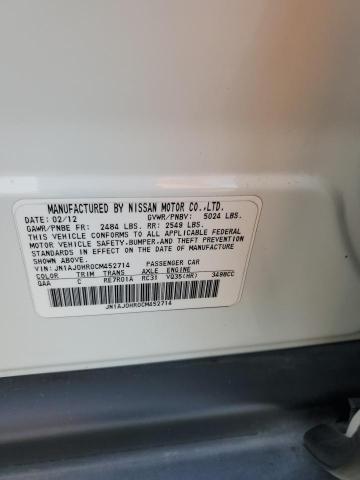 MANUFACTURED BY NISSAN MOTOR CO.,LTD.
DATE: 02/12 GVWR/PNBV: 5024 LBS.
GAWR/PNBE FR: 2484 LBS. RR: 2549 LBS.
THIS VEHICLE CONFORMS TO ALL APPLICABLE FEDERAL
MOTOR VEHICLE SAFETY,BUMPER,AND THEFT PREVENTION
STANDARDS IN EFFECT ON THE DATE OF MANUFACTURE
SHOWN ABOVE.
VIN: JN1AJ0HR0CM452714 PASSENGER CAR
COLOR TRIM TRANS AXLE ENGINE
QAA C RE7R01A RC31 VQ35(HR) 3498CC
JN1AJ0HR0CM452714